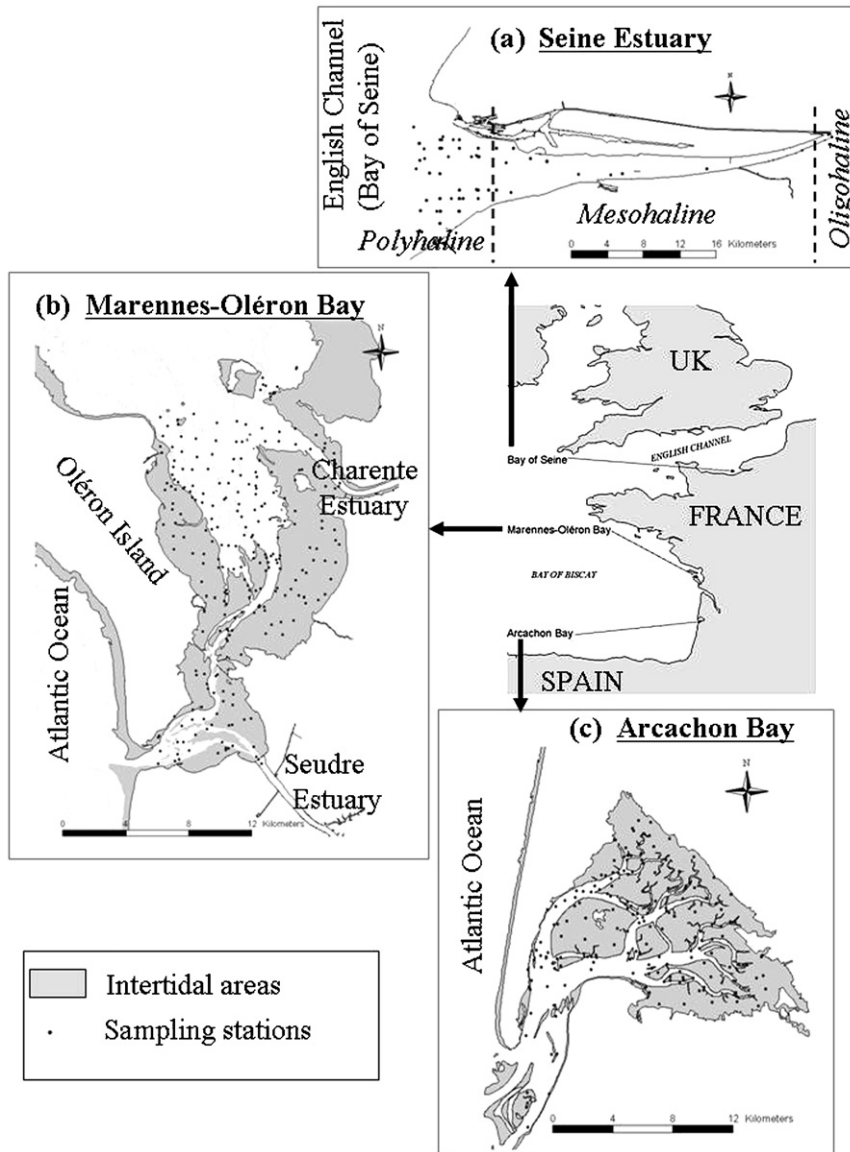 (a) Seine Estuary
English Channel
(Bay of Seine)
N
Polyhaline
Mesohaline
Oligohaline
0 4 8 12 16 Kilometers
(b) Marennes-Oléron Bay
N
Oléron Island
Charente
Estuary
Atlantic Ocean
Seudre
Estuary
0 4 8 12 Kilometers
UK
ENGLISH CHANNEL
Bay of Seine
FRANCE
Marennes-Oléron Bay
BAY OF BISCAY
Arcachon Bay
SPAIN
(c) Arcachon Bay
N
Atlantic Ocean
0 4 8 12 Kilometers
Intertidal areas
Sampling stations